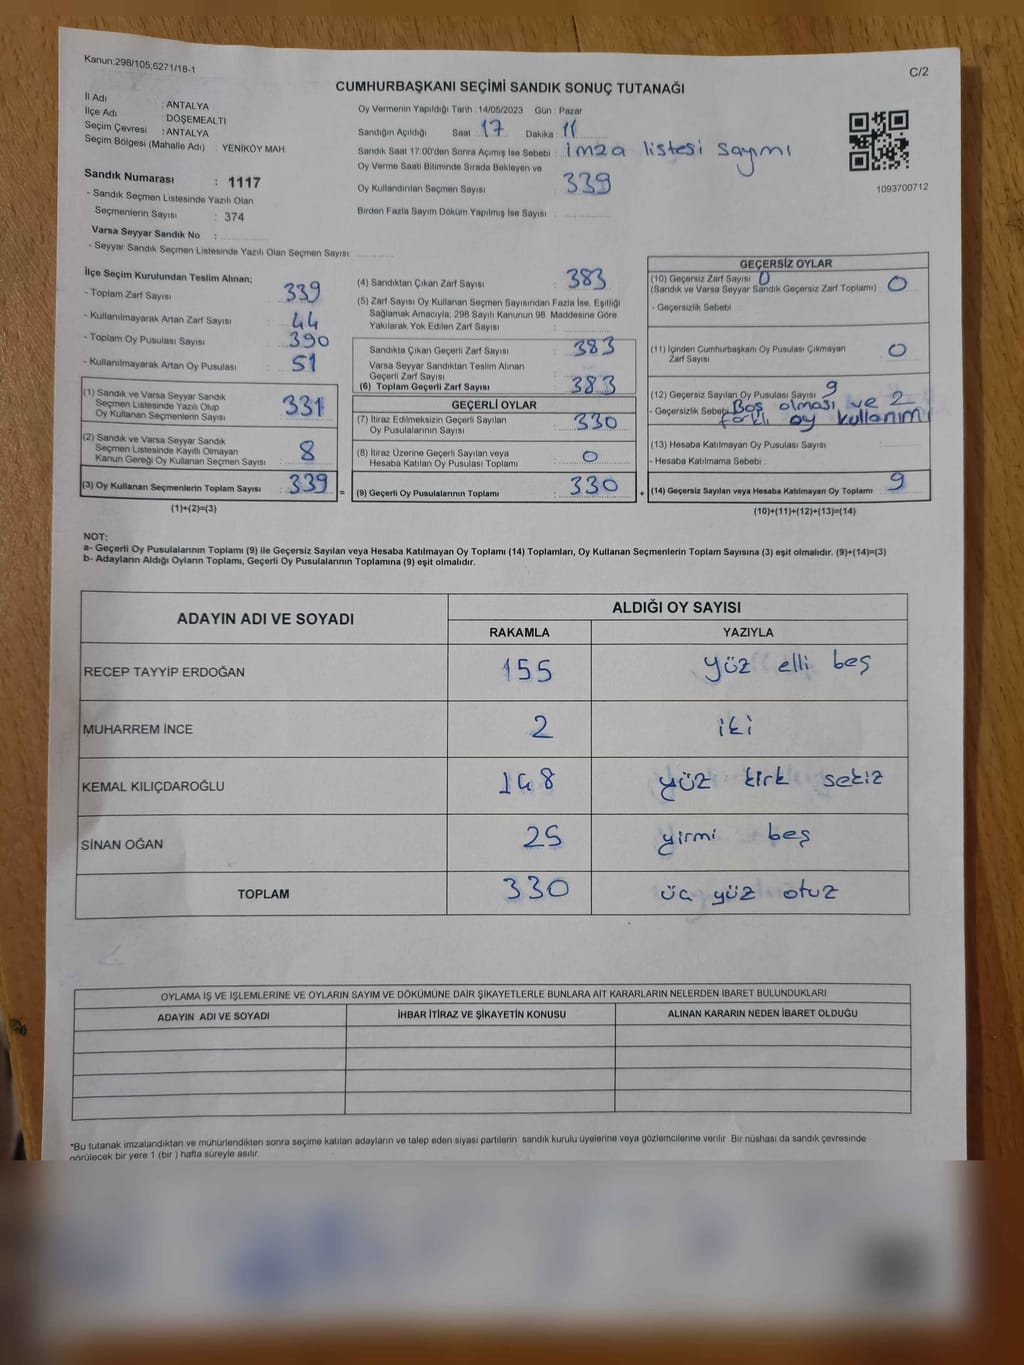 Kanun;298/105;6271/18-1
C/2
CUMHURBAŞKANI SEÇİMİ SANDIK SONUÇ TUTANAĞI
İl Adı : ANTALYA
İlçe Adı : DÖŞEMEALTI
Seçim Çevresi : ANTALYA
Seçim Bölgesi (Mahalle Adı) : YENİKÖY MAH
Sandık Numarası : 1117
- Sandık Seçmen Listesinde Yazılı Olan
Seçmenlerin Sayısı : 374
Varsa Seyyar Sandık No :
- Seyyar Sandık Seçmen Listesinde Yazılı Olan Seçmen Sayısı
Oy Vermenin Yapıldığı Tarih : 14/05/2023 Gün : Pazar
Sandığın Açıldığı Saat : 17 Dakika : 11
Sandık Saat 17:00'den Sonra Açımış İse Sebebi : imza listesi sayımı
Oy Verme Saati Bitiminde Sırada Bekleyen ve
Oy Kullandırılan Seçmen Sayısı 339
Birden Fazla Sayım Döküm Yapılmış İse Sayısı
1093700712
İlçe Seçim Kurulundan Teslim Alınan;
- Toplam Zarf Sayısı : 339
- Kullanılmayarak Artan Zarf Sayısı : 44
- Toplam Oy Pusulası Sayısı : 390
- Kullanılmayarak Artan Oy Pusulası : 51
(1) Sandık ve Varsa Seyyar Sandık
Seçmen Listesinde Yazılı Olup
Oy Kullanan Seçmenlerin Sayısı : 331
(2) Sandık ve Varsa Seyyar Sandık
Seçmen Listesinde Kayıtlı Olmayan
Kanun Gereği Oy Kullanan Seçmen Sayısı : 8
(3) Oy Kullanan Seçmenlerin Toplam Sayısı : 339 =
(1)+(2)=(3)
(4) Sandıktan Çıkan Zarf Sayısı : 383
(5) Zarf Sayısı Oy Kullanan Seçmen Sayısından Fazla İse, Eşitliği
Sağlamak Amacıyla, 298 Sayılı Kanunun 98. Maddesine Göre
Yakılarak Yok Edilen Zarf Sayısı :
Sandıkta Çıkan Geçerli Zarf Sayısı : 383
Varsa Seyyar Sandıktan Teslim Alınan
Geçerli Zarf Sayısı :
(6) Toplam Geçerli Zarf Sayısı : 383
GEÇERLİ OYLAR
(7) İtiraz Edilmeksizin Geçerli Sayılan
Oy Pusulalarının Sayısı : 330
(8) İtiraz Üzerine Geçerli Sayılan veya
Hesaba Katılan Oy Pusulası Toplamı : 0
(9) Geçerli Oy Pusulalarının Toplamı : 330 +
GEÇERSİZ OYLAR
(10) Geçersiz Zarf Sayısı 0
(Sandık ve Varsa Seyyar Sandık Geçersiz Zarf Toplamı) : 0
- Geçersizlik Sebebi :
(11) İçinden Cumhurbaşkanı Oy Pusulası Çıkmayan
Zarf Sayısı : 0
(12) Geçersiz Sayılan Oy Pusulası Sayısı : 9
- Geçersizlik Sebebi : Boş olması ve 2
farklı oy kullanımı
(13) Hesaba Katılmayan Oy Pusulası Sayısı :
- Hesaba Katılmama Sebebi :
(14) Geçersiz Sayılan veya Hesaba Katılmayan Oy Toplamı : 9
(10)+(11)+(12)+(13)=(14)
NOT:
a- Geçerli Oy Pusulalarının Toplamı (9) ile Geçersiz Sayılan veya Hesaba Katılmayan Oy Toplamı (14) Toplamları, Oy Kullanan Seçmenlerin Toplam Sayısına (3) eşit olmalıdır. (9)+(14)=(3)
b- Adayların Aldığı Oyların Toplamı, Geçerli Oy Pusulalarının Toplamına (9) eşit olmalıdır.
ADAYIN ADI VE SOYADI ALDIĞI OY SAYISI
RAKAMLA YAZIYLA
RECEP TAYYİP ERDOĞAN 155 yüz elli beş
MUHARREM İNCE 2 iki
KEMAL KILIÇDAROĞLU 148 yüz kırk sekiz
SİNAN OĞAN 25 yirmi beş
TOPLAM 330 üç yüz otuz
OYLAMA İŞ VE İŞLEMLERİNE VE OYLARIN SAYIM VE DÖKÜMÜNE DAİR ŞİKAYETLERLE BUNLARA AİT KARARLARIN NELERDEN İBARET BULUNDUKLARI
ADAYIN ADI VE SOYADI İHBAR İTİRAZ VE ŞİKAYETİN KONUSU ALINAN KARARIN NEDEN İBARET OLDUĞU
*Bu tutanak imzalandıktan ve mühürlendikten sonra seçime katılan adayların ve talep eden siyasi partilerin sandık kurulu üyelerine veya gözlemcilerine verilir. Bir nüshası da sandık çevresinde
görülecek bir yere 1 (bir ) hafta süreyle asılır.